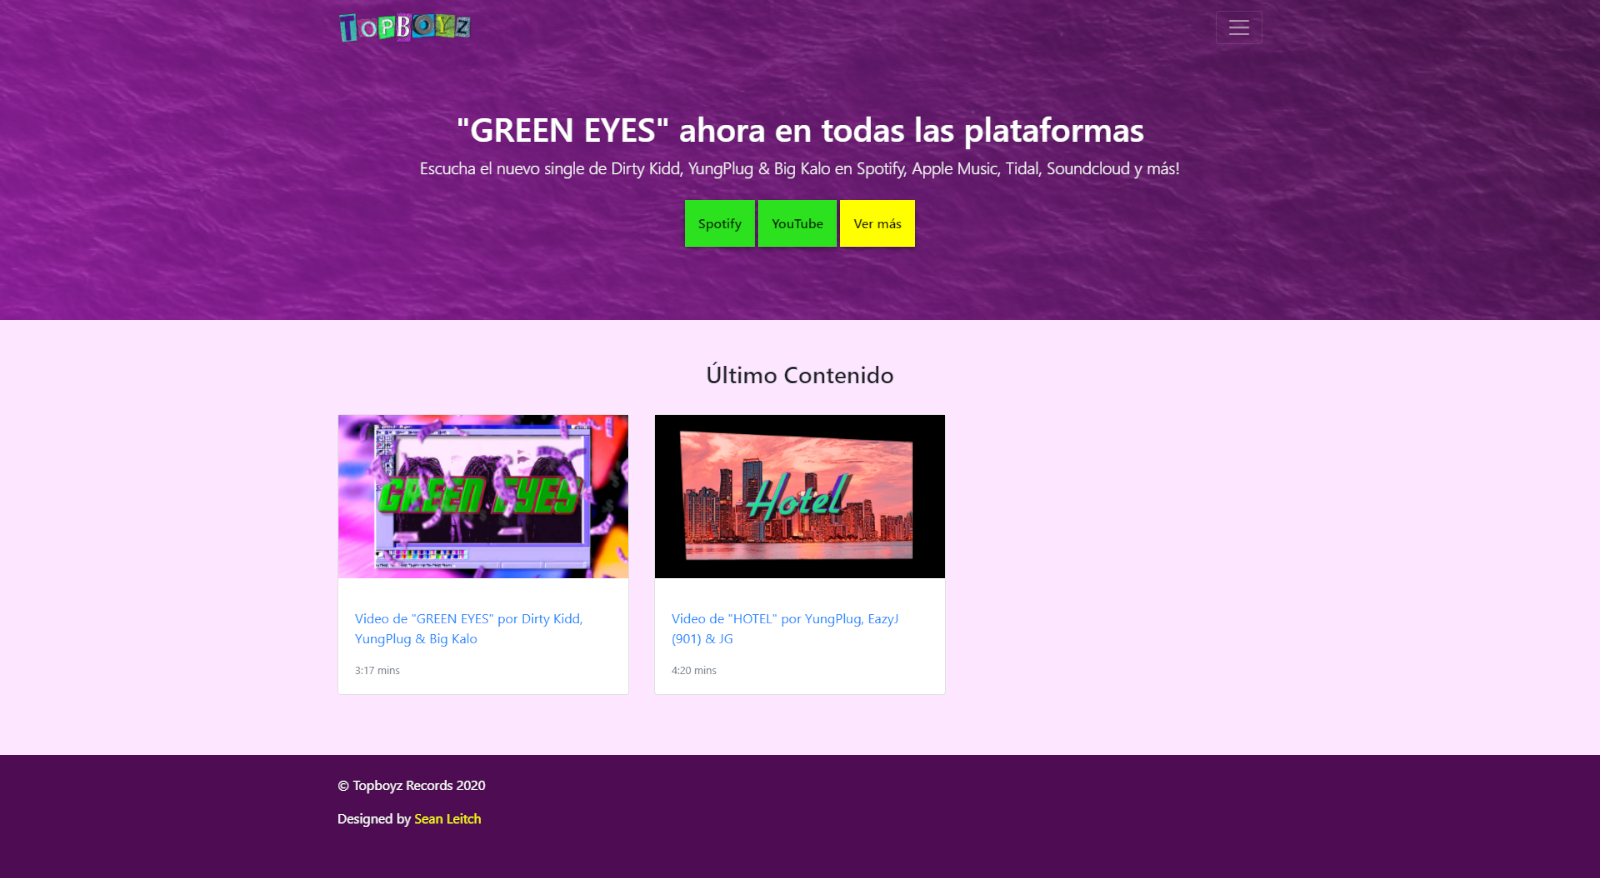 TopBoyz
"GREEN EYES" ahora en todas las plataformas
Escucha el nuevo single de Dirty Kidd, YungPlug & Big Kalo en Spotify, Apple Music, Tidal, Soundcloud y más!
Spotify
YouTube
Ver más
Último Contenido
GREEN EYES
Hotel
Video de "GREEN EYES" por Dirty Kidd,
YungPlug & Big Kalo
3:17 mins
Video de "HOTEL" por YungPlug, EazyJ
(901) & JG
4:20 mins
© Topboyz Records 2020
Designed by Sean Leitch